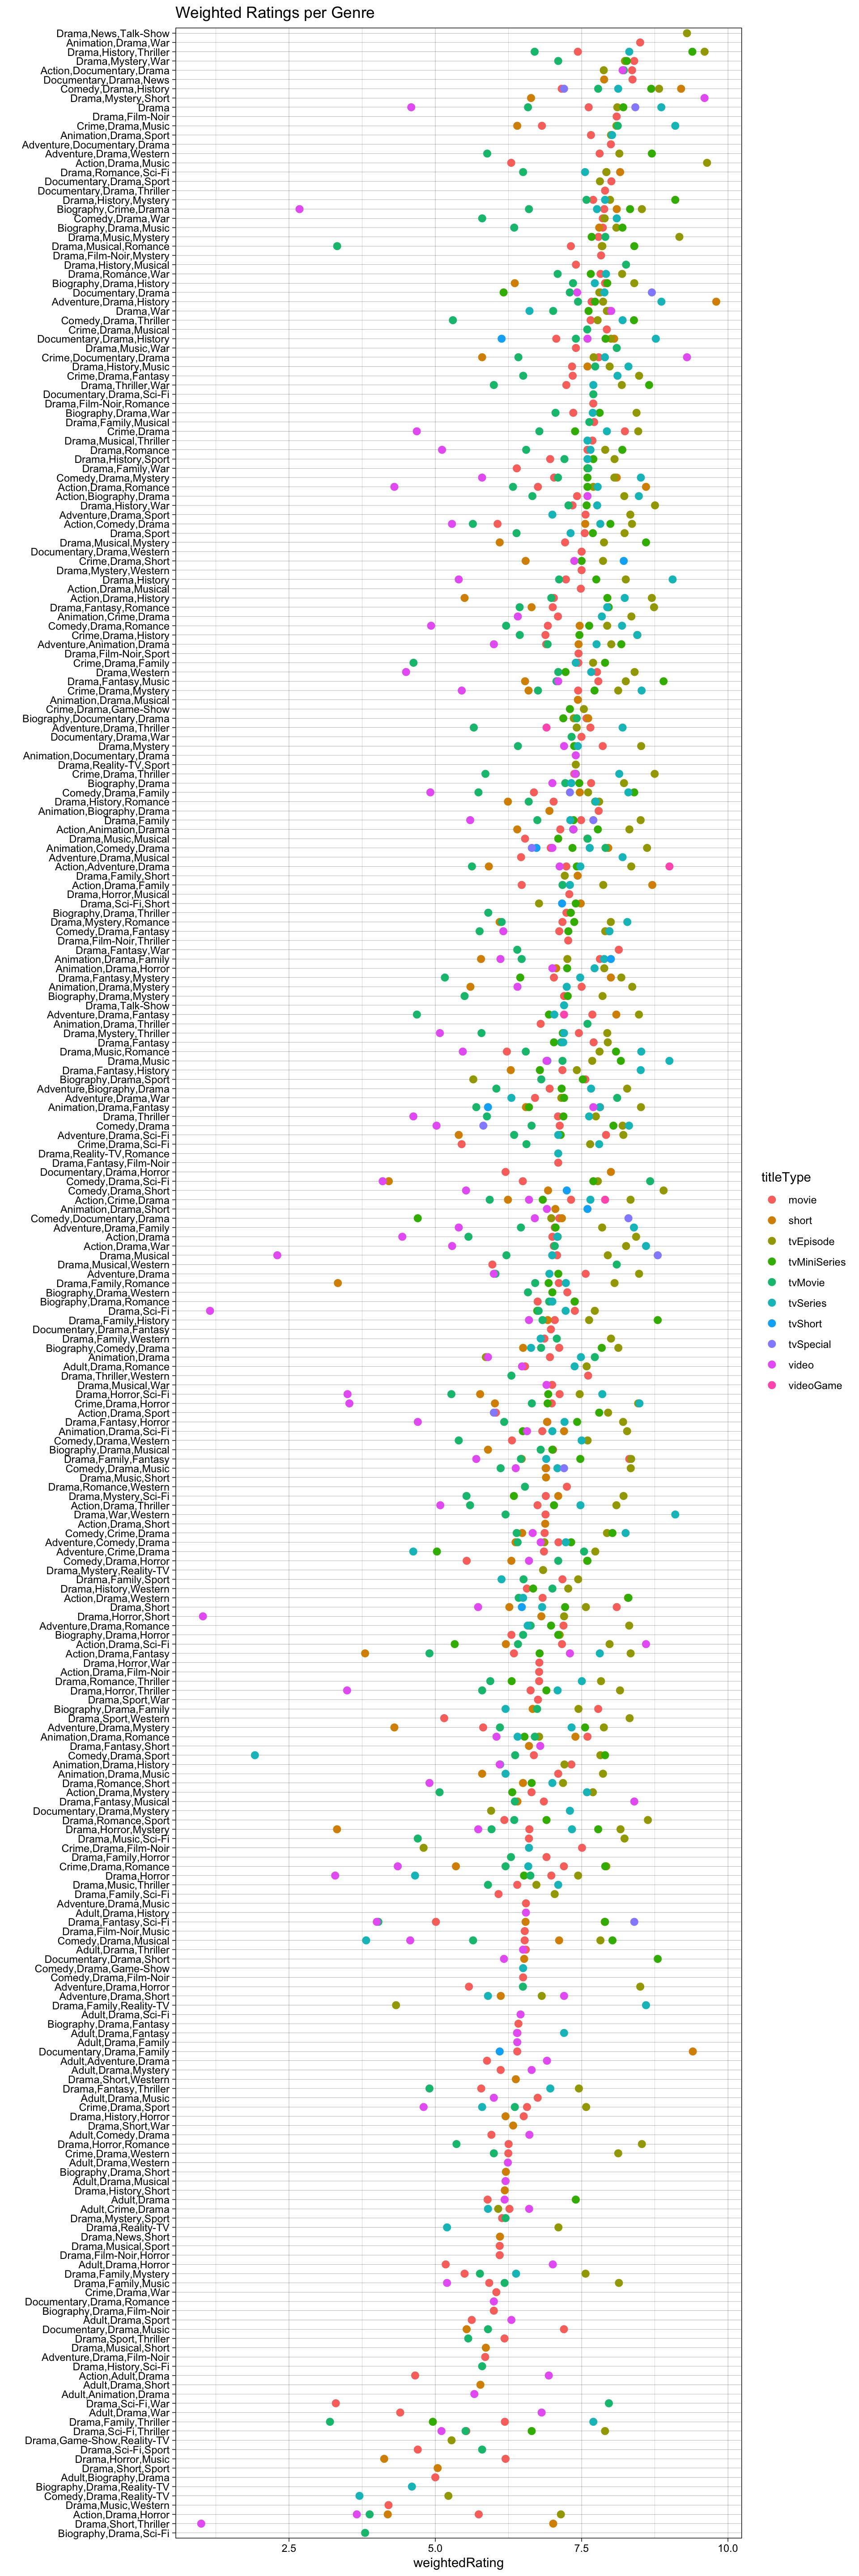 Weighted Ratings per Genre
Drama,News,Talk-Show
Animation,Drama,War
Drama,History,Thriller
Drama,Mystery,War
Action,Documentary,Drama
Documentary,Drama,News
Comedy,Drama,History
Drama,Mystery,Short
Drama
Drama,Film-Noir
Crime,Drama,Music
Animation,Drama,Sport
Adventure,Documentary,Drama
Adventure,Drama,Western
Action,Drama,Music
Drama,Romance,Sci-Fi
Documentary,Drama,Sport
Documentary,Drama,Thriller
Drama,History,Mystery
Biography,Crime,Drama
Comedy,Drama,War
Biography,Drama,Music
Drama,Music,Mystery
Drama,Musical,Romance
Drama,Film-Noir,Mystery
Drama,History,Musical
Drama,Romance,War
Biography,Drama,History
Documentary,Drama
Adventure,Drama,History
Drama,War
Comedy,Drama,Thriller
Crime,Drama,Musical
Documentary,Drama,History
Drama,Music,War
Crime,Documentary,Drama
Drama,History,Music
Crime,Drama,Fantasy
Drama,Thriller,War
Documentary,Drama,Sci-Fi
Drama,Film-Noir,Romance
Biography,Drama,War
Drama,Family,Musical
Crime,Drama
Drama,Musical,Thriller
Drama,Romance
Drama,History,Sport
Drama,Family,War
Comedy,Drama,Mystery
Action,Drama,Romance
Action,Biography,Drama
Drama,History,War
Adventure,Drama,Sport
Action,Comedy,Drama
Drama,Sport
Drama,Musical,Mystery
Documentary,Drama,Western
Crime,Drama,Short
Drama,Mystery,Western
Drama,History
Action,Drama,Musical
Action,Drama,History
Drama,Fantasy,Romance
Animation,Crime,Drama
Comedy,Drama,Romance
Crime,Drama,History
Adventure,Animation,Drama
Drama,Film-Noir,Sport
Crime,Drama,Family
Drama,Western
Drama,Fantasy,Music
Crime,Drama,Mystery
Animation,Drama,Musical
Crime,Drama,Game-Show
Biography,Documentary,Drama
Adventure,Drama,Thriller
Documentary,Drama,War
Drama,Mystery
Animation,Documentary,Drama
Drama,Reality-TV,Sport
Crime,Drama,Thriller
Biography,Drama
Comedy,Drama,Family
Drama,History,Romance
Animation,Biography,Drama
Drama,Family
Action,Animation,Drama
Drama,Music,Musical
Animation,Comedy,Drama
Adventure,Drama,Musical
Action,Adventure,Drama
Drama,Family,Short
Action,Drama,Family
Drama,Horror,Musical
Drama,Sci-Fi,Short
Biography,Drama,Thriller
Drama,Mystery,Romance
Comedy,Drama,Fantasy
Drama,Film-Noir,Thriller
Drama,Fantasy,War
Animation,Drama,Family
Animation,Drama,Horror
Drama,Fantasy,Mystery
Animation,Drama,Mystery
Biography,Drama,Mystery
Drama,Talk-Show
Adventure,Drama,Fantasy
Animation,Drama,Thriller
Drama,Mystery,Thriller
Drama,Fantasy
Drama,Music,Romance
Drama,Music
Drama,Fantasy,History
Biography,Drama,Sport
Adventure,Biography,Drama
Adventure,Drama,War
Animation,Drama,Fantasy
Drama,Thriller
Comedy,Drama
Adventure,Drama,Sci-Fi
Crime,Drama,Sci-Fi
Drama,Reality-TV,Romance
Drama,Fantasy,Film-Noir
Documentary,Drama,Horror
Comedy,Drama,Sci-Fi
Comedy,Drama,Short
Action,Crime,Drama
Animation,Drama,Short
Comedy,Documentary,Drama
Adventure,Drama,Family
Action,Drama
Action,Drama,War
Drama,Musical
Drama,Musical,Western
Adventure,Drama
Drama,Family,Romance
Biography,Drama,Western
Biography,Drama,Romance
Drama,Sci-Fi
Drama,Family,History
Documentary,Drama,Fantasy
Drama,Family,Western
Biography,Comedy,Drama
Animation,Drama
Adult,Drama,Romance
Drama,Thriller,Western
Drama,Musical,War
Drama,Horror,Sci-Fi
Crime,Drama,Horror
Action,Drama,Sport
Drama,Fantasy,Horror
Animation,Drama,Sci-Fi
Comedy,Drama,Western
Biography,Drama,Musical
Drama,Family,Fantasy
Comedy,Drama,Music
Drama,Music,Short
Drama,Romance,Western
Drama,Mystery,Sci-Fi
Action,Drama,Thriller
Drama,War,Western
Action,Drama,Short
Comedy,Crime,Drama
Adventure,Comedy,Drama
Adventure,Crime,Drama
Comedy,Drama,Horror
Drama,Mystery,Reality-TV
Drama,Family,Sport
Drama,History,Western
Action,Drama,Western
Drama,Short
Drama,Horror,Short
Adventure,Drama,Romance
Biography,Drama,Horror
Action,Drama,Sci-Fi
Action,Drama,Fantasy
Drama,Horror,War
Action,Drama,Film-Noir
Drama,Romance,Thriller
Drama,Horror,Thriller
Drama,Sport,War
Biography,Drama,Family
Drama,Sport,Western
Adventure,Drama,Mystery
Animation,Drama,Romance
Drama,Fantasy,Short
Comedy,Drama,Sport
Animation,Drama,History
Animation,Drama,Music
Drama,Romance,Short
Action,Drama,Mystery
Drama,Fantasy,Musical
Documentary,Drama,Mystery
Drama,Romance,Sport
Drama,Horror,Mystery
Drama,Music,Sci-Fi
Crime,Drama,Film-Noir
Drama,Family,Horror
Crime,Drama,Romance
Drama,Horror
Drama,Music,Thriller
Drama,Family,Sci-Fi
Adventure,Drama,Music
Adult,Drama,History
Drama,Fantasy,Sci-Fi
Drama,Film-Noir,Music
Comedy,Drama,Musical
Adult,Drama,Thriller
Documentary,Drama,Short
Comedy,Drama,Game-Show
Comedy,Drama,Film-Noir
Adventure,Drama,Horror
Adventure,Drama,Short
Drama,Family,Reality-TV
Adult,Drama,Sci-Fi
Biography,Drama,Fantasy
Adult,Drama,Fantasy
Adult,Drama,Family
Documentary,Drama,Family
Adult,Adventure,Drama
Adult,Drama,Mystery
Drama,Short,Western
Drama,Fantasy,Thriller
Adult,Drama,Music
Crime,Drama,Sport
Drama,History,Horror
Drama,Short,War
Adult,Comedy,Drama
Drama,Horror,Romance
Crime,Drama,Western
Adult,Drama,Western
Biography,Drama,Short
Adult,Drama,Musical
Drama,History,Short
Adult,Drama
Adult,Crime,Drama
Drama,Mystery,Sport
Drama,Reality-TV
Drama,News,Short
Drama,Musical,Sport
Drama,Film-Noir,Horror
Adult,Drama,Horror
Drama,Family,Mystery
Drama,Family,Music
Crime,Drama,War
Documentary,Drama,Romance
Biography,Drama,Film-Noir
Adult,Drama,Sport
Documentary,Drama,Music
Drama,Sport,Thriller
Drama,Musical,Short
Adventure,Drama,Film-Noir
Drama,History,Sci-Fi
Action,Adult,Drama
Adult,Drama,Short
Adult,Animation,Drama
Drama,Sci-Fi,War
Adult,Drama,War
Drama,Family,Thriller
Drama,Sci-Fi,Thriller
Drama,Game-Show,Reality-TV
Drama,Sci-Fi,Sport
Drama,Horror,Music
Drama,Short,Sport
Adult,Biography,Drama
Biography,Drama,Reality-TV
Comedy,Drama,Reality-TV
Drama,Music,Western
Action,Drama,Horror
Drama,Short,Thriller
Biography,Drama,Sci-Fi
2.5
5.0
7.5
10.0
weightedRating
titleType
movie
short
tvEpisode
tvMiniSeries
tvMovie
tvSeries
tvShort
tvSpecial
video
videoGame